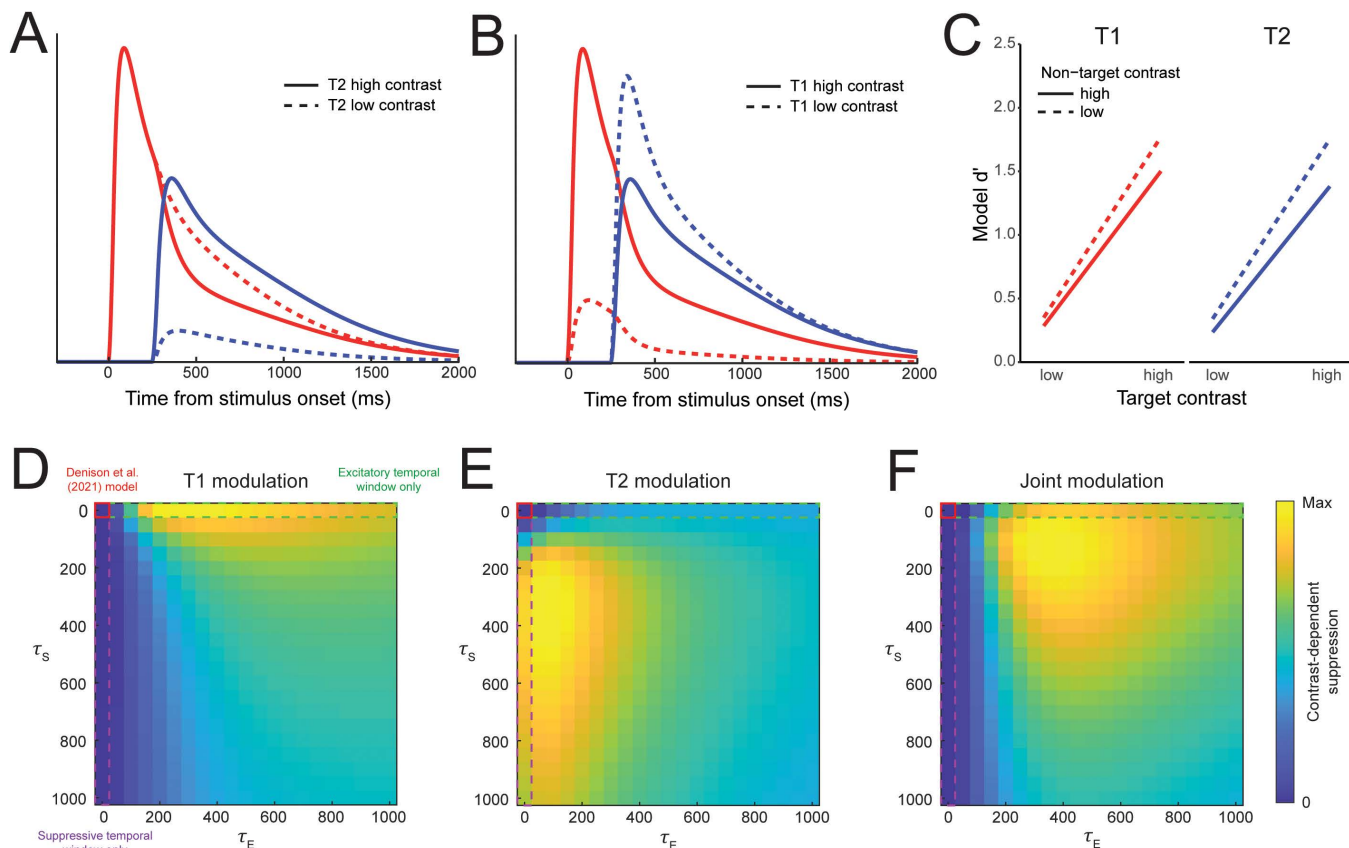 A
T2 high contrast
T2 low contrast
0
500
1000
1500
2000
Time from stimulus onset (ms)
B
T1 high contrast
T1 low contrast
0
500
1000
1500
2000
Time from stimulus onset (ms)
C
T1
T2
Model d'
2.5
2.0
1.5
1.0
0.5
0.0
Non-target contrast
high
low
low
high
low
high
Target contrast
D
Denison et al.
(2021) model
T1 modulation
Excitatory temporal
window only
0
200
400
600
800
1000
τS
0
200
400
600
800
1000
τE
Suppressive temporal
window only
E
T2 modulation
0
200
400
600
800
1000
τS
0
200
400
600
800
1000
τE
F
Joint modulation
0
200
400
600
800
1000
τS
0
200
400
600
800
1000
τE
Max
0
Contrast-dependent
suppression